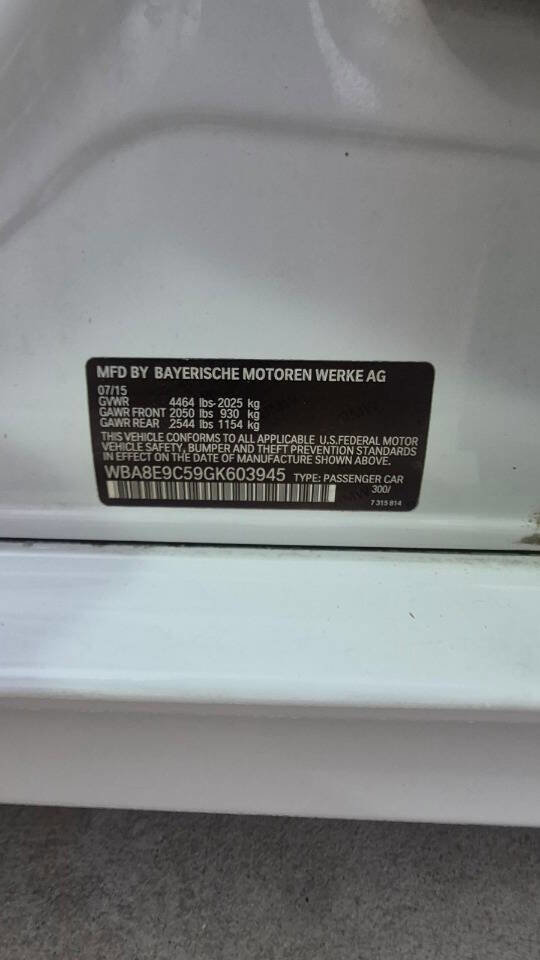 MFD BY BAYERISCHE MOTOREN WERKE AG
07/15
GVWR 4464 lbs-2025 kg
GAWR FRONT 2050 lbs 930 kg
GAWR REAR 2544 lbs 1154 kg
THIS VEHICLE CONFORMS TO ALL APPLICABLE U.S.FEDERAL MOTOR
VEHICLE SAFETY, BUMPER AND THEFT PREVENTION STANDARDS
IN EFFECT ON THE DATE OF MANUFACTURE SHOWN ABOVE.
WBA8E9C59GK603945 TYPE: PASSENGER CAR
300/
7 315 814